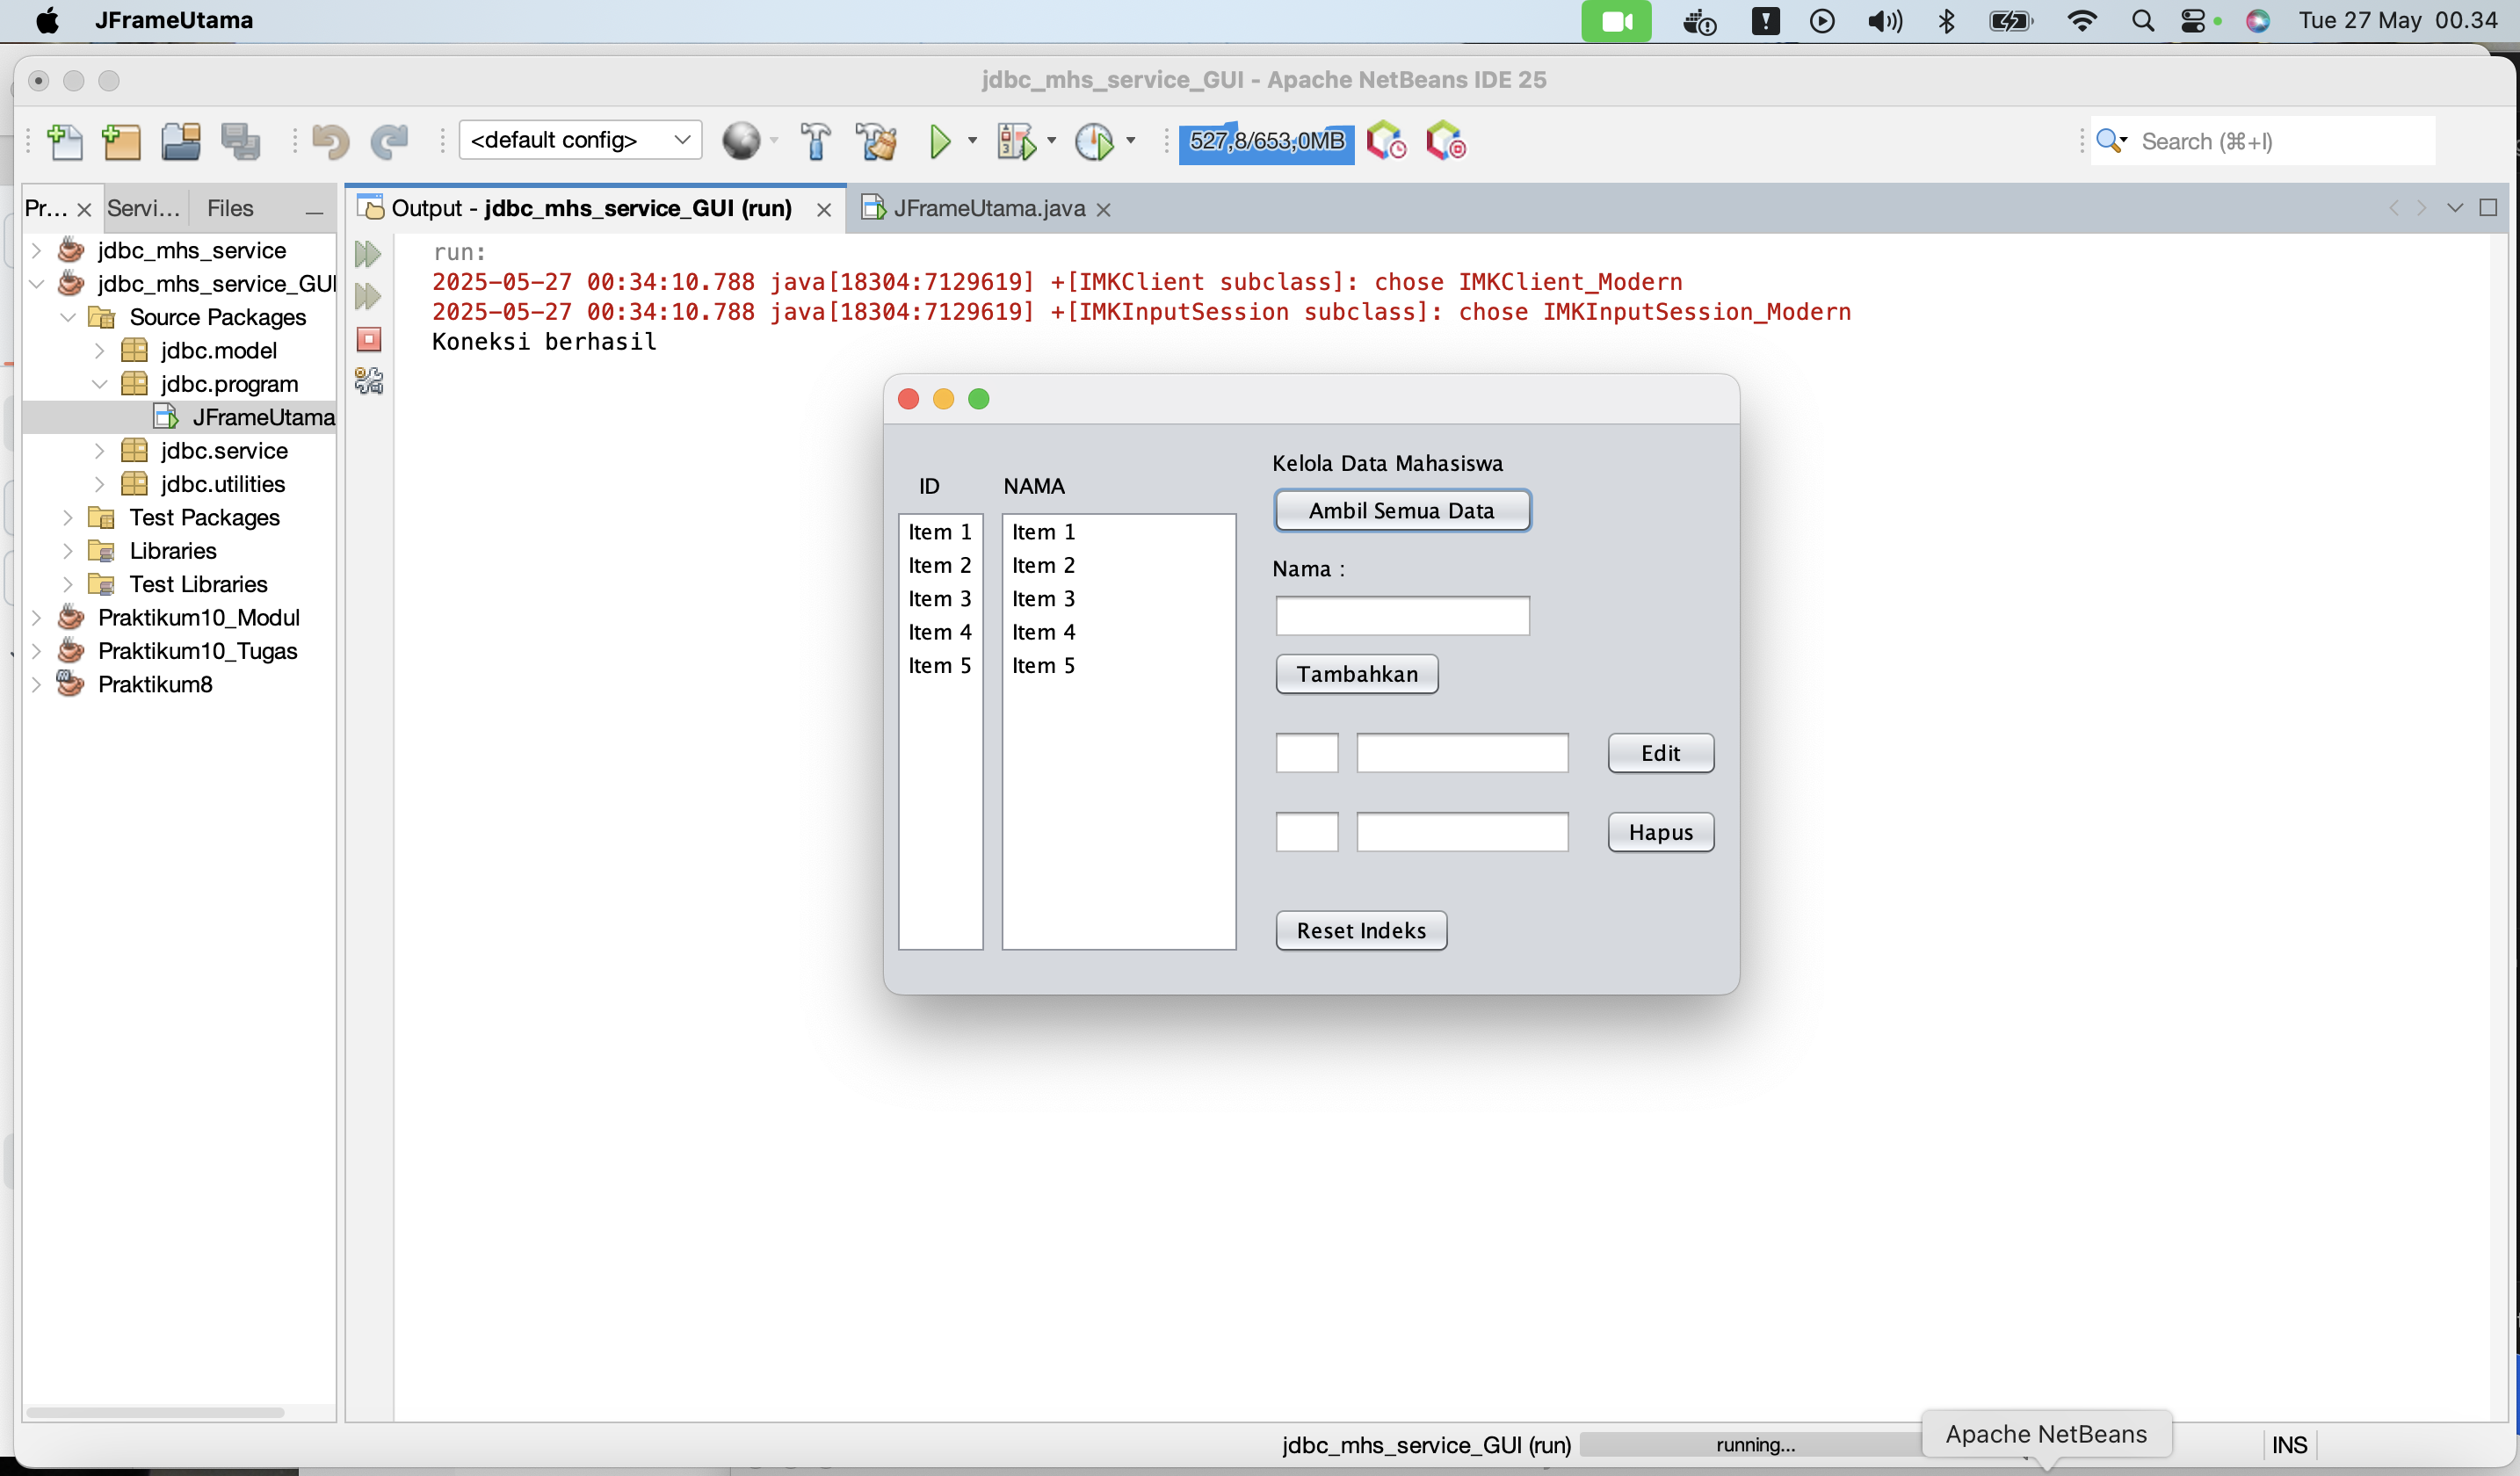 JFrameUtama
Tue 27 May 00.34
jdbc_mhs_service_GUI - Apache NetBeans IDE 25
<default config>
527,8/653,0MB
Search (⌘+I)
Pr...
Servi...
Files
Output - jdbc_mhs_service_GUI (run)
JFrameUtama.java
jdbc_mhs_service
jdbc_mhs_service_GUI
Source Packages
jdbc.model
jdbc.program
JFrameUtama
jdbc.service
jdbc.utilities
Test Packages
Libraries
Test Libraries
Praktikum10_Modul
Praktikum10_Tugas
Praktikum8
run:
2025-05-27 00:34:10.788 java[18304:7129619] +[IMKClient subclass]: chose IMKClient_Modern
2025-05-27 00:34:10.788 java[18304:7129619] +[IMKInputSession subclass]: chose IMKInputSession_Modern
Koneksi berhasil
ID
NAMA
Item 1
Item 2
Item 3
Item 4
Item 5
Item 1
Item 2
Item 3
Item 4
Item 5
Kelola Data Mahasiswa
Ambil Semua Data
Nama :
Tambahkan
Edit
Hapus
Reset Indeks
jdbc_mhs_service_GUI (run)
running...
Apache NetBeans
INS